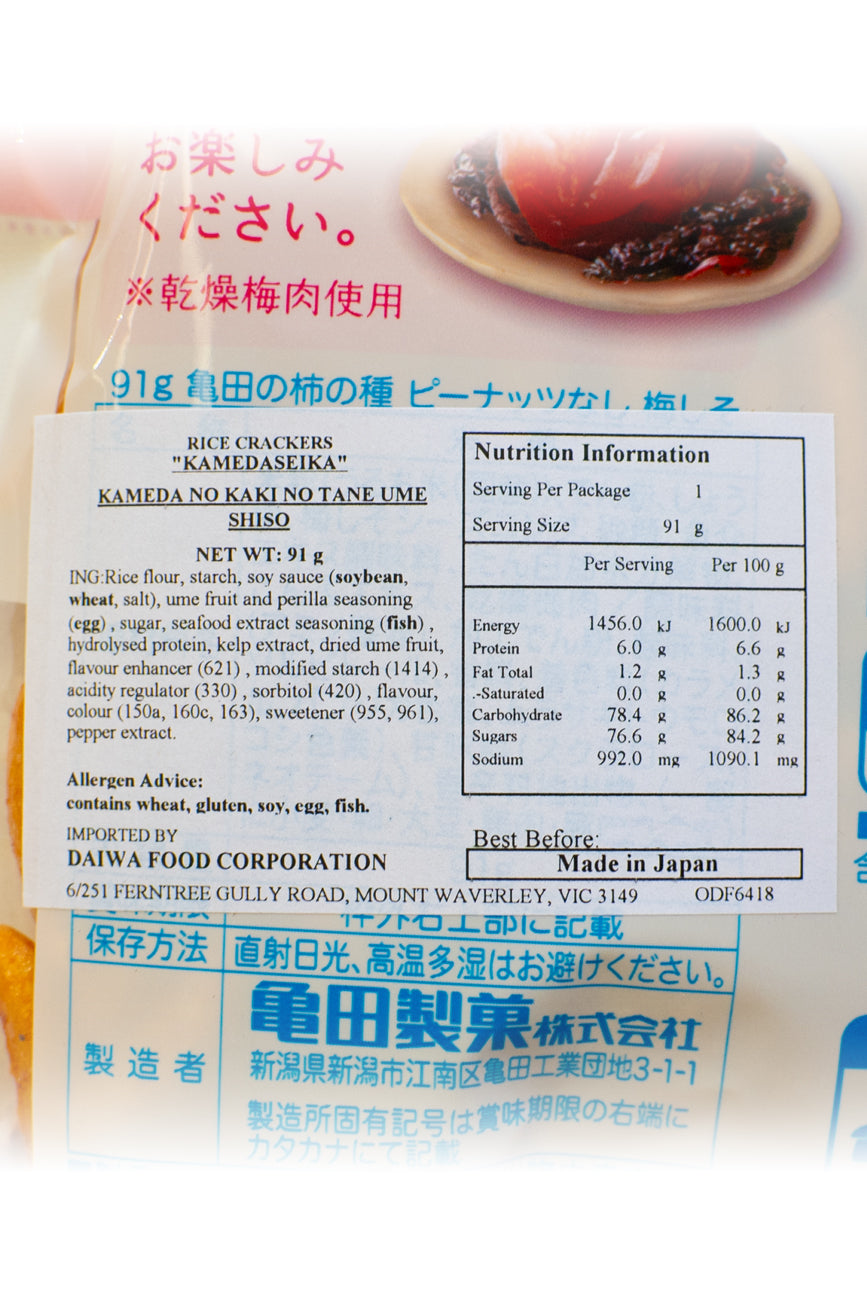 お楽しみ
ください。
※乾燥梅肉使用
91g 亀田の柿の種 ピーナッツなし 梅しそ
RICE CRACKERS
"KAMEDASEIKA"
KAMEDA NO KAKI NO TANE UME
SHISO
NET WT: 91 g
ING:Rice flour, starch, soy sauce (soybean,
wheat, salt), ume fruit and perilla seasoning
(egg) , sugar, seafood extract seasoning (fish) ,
hydrolysed protein, kelp extract, dried ume fruit,
flavour enhancer (621) , modified starch (1414) ,
acidity regulator (330) , sorbitol (420) , flavour,
colour (150a, 160c, 163), sweetener (955, 961),
pepper extract.
Allergen Advice:
contains wheat, gluten, soy, egg, fish.
IMPORTED BY
DAIWA FOOD CORPORATION
6/251 FERNTREE GULLY ROAD, MOUNT WAVERLEY, VIC 3149 ODF6418
Nutrition Information
Serving Per Package 1
Serving Size 91 g
Per Serving Per 100 g
Energy 1456.0 kJ 1600.0 kJ
Protein 6.0 g 6.6 g
Fat Total 1.2 g 1.3 g
.-Saturated 0.0 g 0.0 g
Carbohydrate 78.4 g 86.2 g
Sugars 76.6 g 84.2 g
Sodium 992.0 mg 1090.1 mg
Best Before:
Made in Japan
枠外右上部に記載
保存方法 直射日光、高温多湿はお避けください。
製造者 亀田製菓株式会社
新潟県新潟市江南区亀田工業団地3-1-1
製造所固有記号は賞味期限の右端に
カタカナにて記載